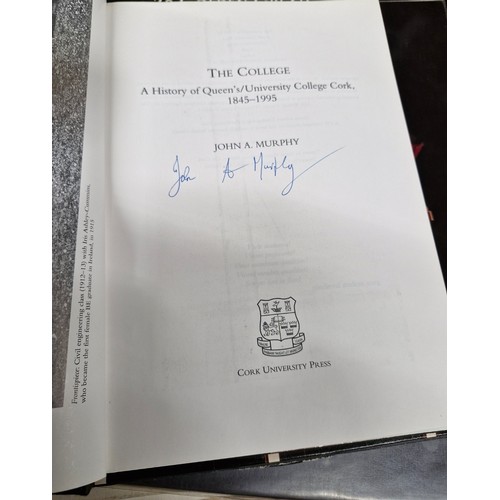 THE COLLEGE
A History of Queen's/University College Cork,
1845–1995
JOHN A. MURPHY
John A Murphy
CORK UNIVERSITY PRESS
Frontispiece: Civil engineering class (1912–13) with Iris Ashley-Cummins,
who became the first female BE graduate in Ireland, in 1915